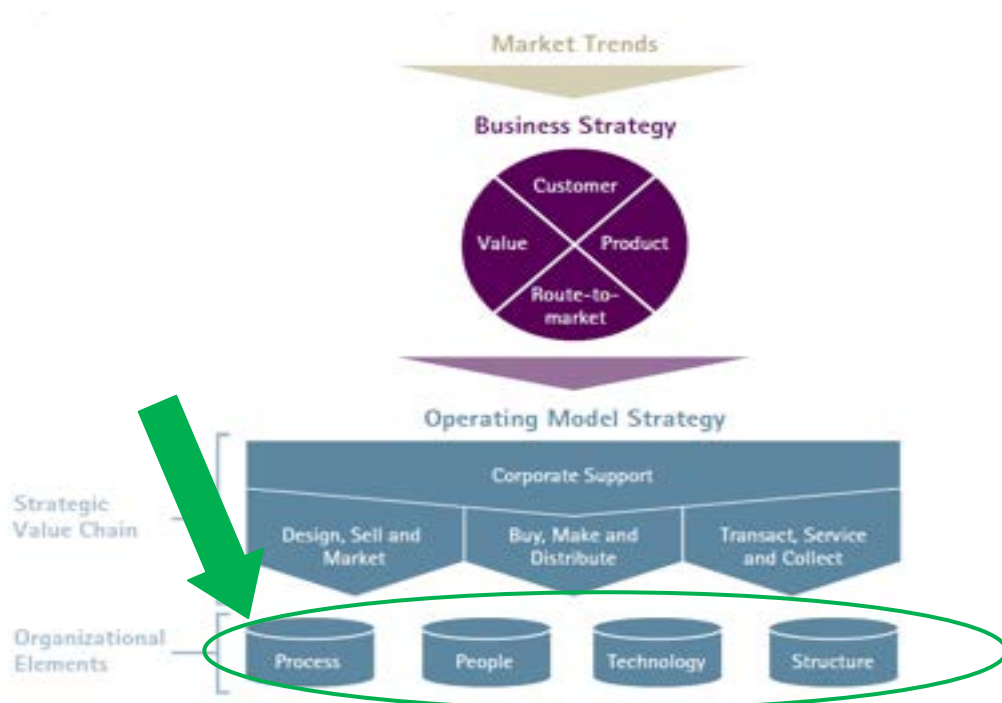 Market Trends
Business Strategy
Customer
Value
Product
Route-to-
market
Operating Model Strategy
Corporate Support
Strategic
Value Chain
Design, Sell and
Market
Buy, Make and
Distribute
Transact, Service
and Collect
Organizational
Elements
Process
People
Technology
Structure